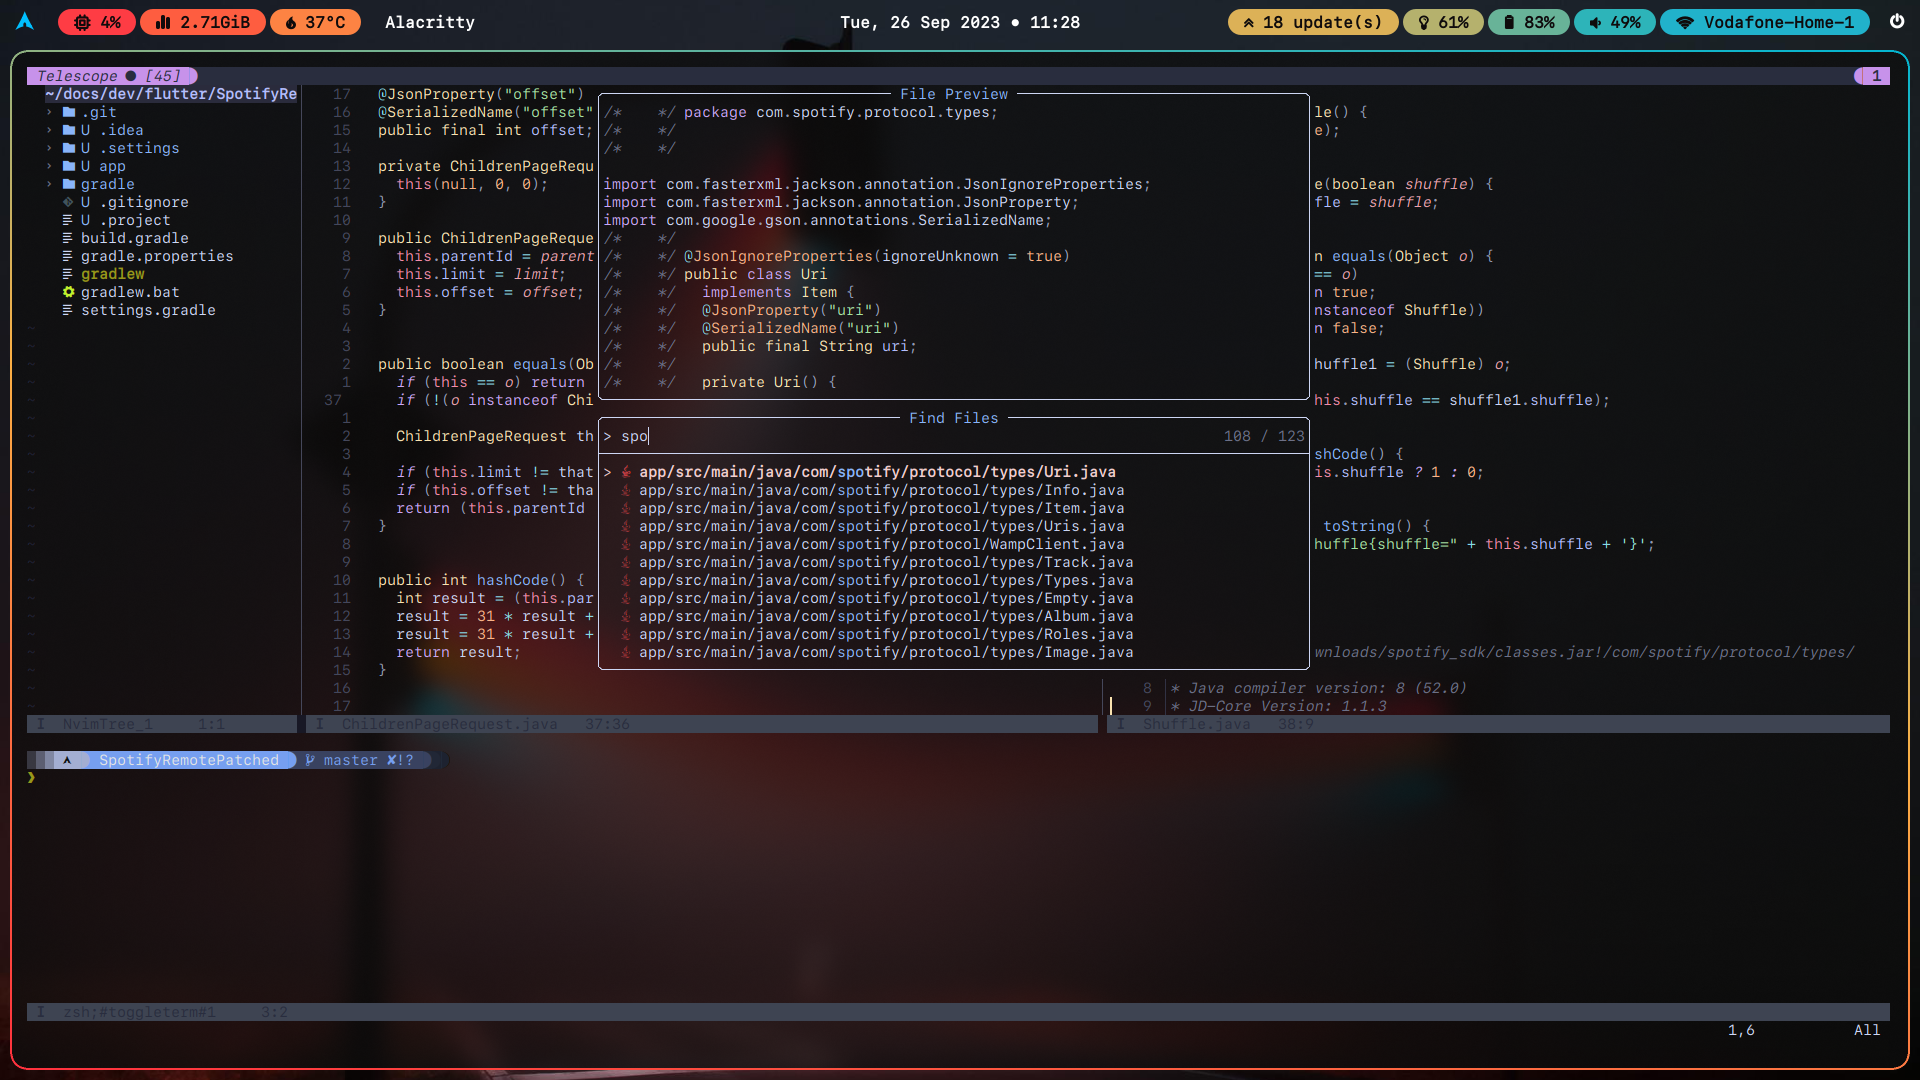 4%
2.71GiB
37°C
Alacritty
Tue, 26 Sep 2023 • 11:28
18 update(s)
61%
83%
49%
Vodafone-Home-1
Telescope ● [45]
1
~/docs/dev/flutter/SpotifyRe
.git
U .idea
.settings
U app
gradle
U .gitignore
U .project
build.gradle
gradle.properties
gradlew
gradlew.bat
settings.gradle
17 @JsonProperty("offset")
16 @SerializedName("offset"
15 public final int offset;
14
13 private ChildrenPageRequ
12 this(null, 0, 0);
11 }
10
9 public ChildrenPageReque
8 this.parentId = parent
7 this.limit = limit;
6 this.offset = offset;
5 }
4
3
2 public boolean equals(Ob
1 if (this == o) return
37 if (!(o instanceof Chi
1
2 ChildrenPageRequest th
3
4 if (this.limit != that
5 if (this.offset != tha
6 return (this.parentId
7 }
8
9
10 public int hashCode() {
11 int result = (this.par
12 result = 31 * result +
13 result = 31 * result +
14 return result;
15 }
16
17
File Preview
/* */ package com.spotify.protocol.types;
/* */
/* */
import com.fasterxml.jackson.annotation.JsonIgnoreProperties;
import com.fasterxml.jackson.annotation.JsonProperty;
import com.google.gson.annotations.SerializedName;
/* */
/* */ @JsonIgnoreProperties(ignoreUnknown = true)
/* */ public class Uri
/* */ implements Item {
/* */ @JsonProperty("uri")
/* */ @SerializedName("uri")
/* */ public final String uri;
/* */
/* */ private Uri() {
Find Files
> spo
108 / 123
> app/src/main/java/com/spotify/protocol/types/Uri.java
app/src/main/java/com/spotify/protocol/types/Info.java
app/src/main/java/com/spotify/protocol/types/Item.java
app/src/main/java/com/spotify/protocol/types/Uris.java
app/src/main/java/com/spotify/protocol/WampClient.java
app/src/main/java/com/spotify/protocol/types/Track.java
app/src/main/java/com/spotify/protocol/types/Types.java
app/src/main/java/com/spotify/protocol/types/Empty.java
app/src/main/java/com/spotify/protocol/types/Album.java
app/src/main/java/com/spotify/protocol/types/Roles.java
app/src/main/java/com/spotify/protocol/types/Image.java
le() {
e);
e(boolean shuffle) {
fle = shuffle;
n equals(Object o) {
== o)
n true;
nstanceof Shuffle))
n false;
huffle1 = (Shuffle) o;
his.shuffle == shuffle1.shuffle);
shCode() {
is.shuffle ? 1 : 0;
toString() {
huffle{shuffle=" + this.shuffle + '}';
wnloads/spotify_sdk/classes.jar!/com/spotify/protocol/types/
8 * Java compiler version: 8 (52.0)
9 * JD-Core Version: 1.1.3
I NvimTree_1 1:1
I ChildrenPageRequest.java 37:36
I Shuffle.java 38:9
SpotifyRemotePatched master ✘!?
❯
I zsh;#toggleterm#1 3:2
1,6 All